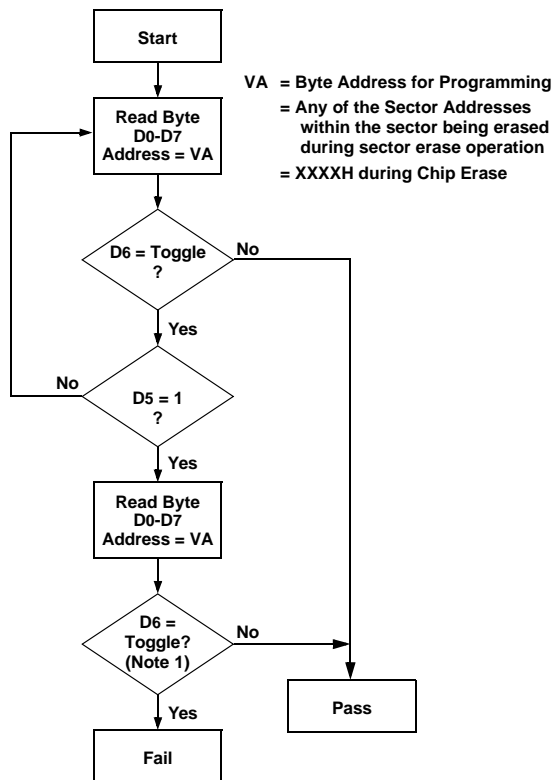 Start
VA = Byte Address for Programming
= Any of the Sector Addresses
within the sector being erased
during sector erase operation
= XXXXH during Chip Erase
Read Byte
D0-D7
Address = VA
D6 = Toggle
?
No
Yes
No
D5 = 1
?
Yes
Read Byte
D0-D7
Address = VA
D6 =
Toggle?
(Note 1)
No
Yes
Pass
Fail